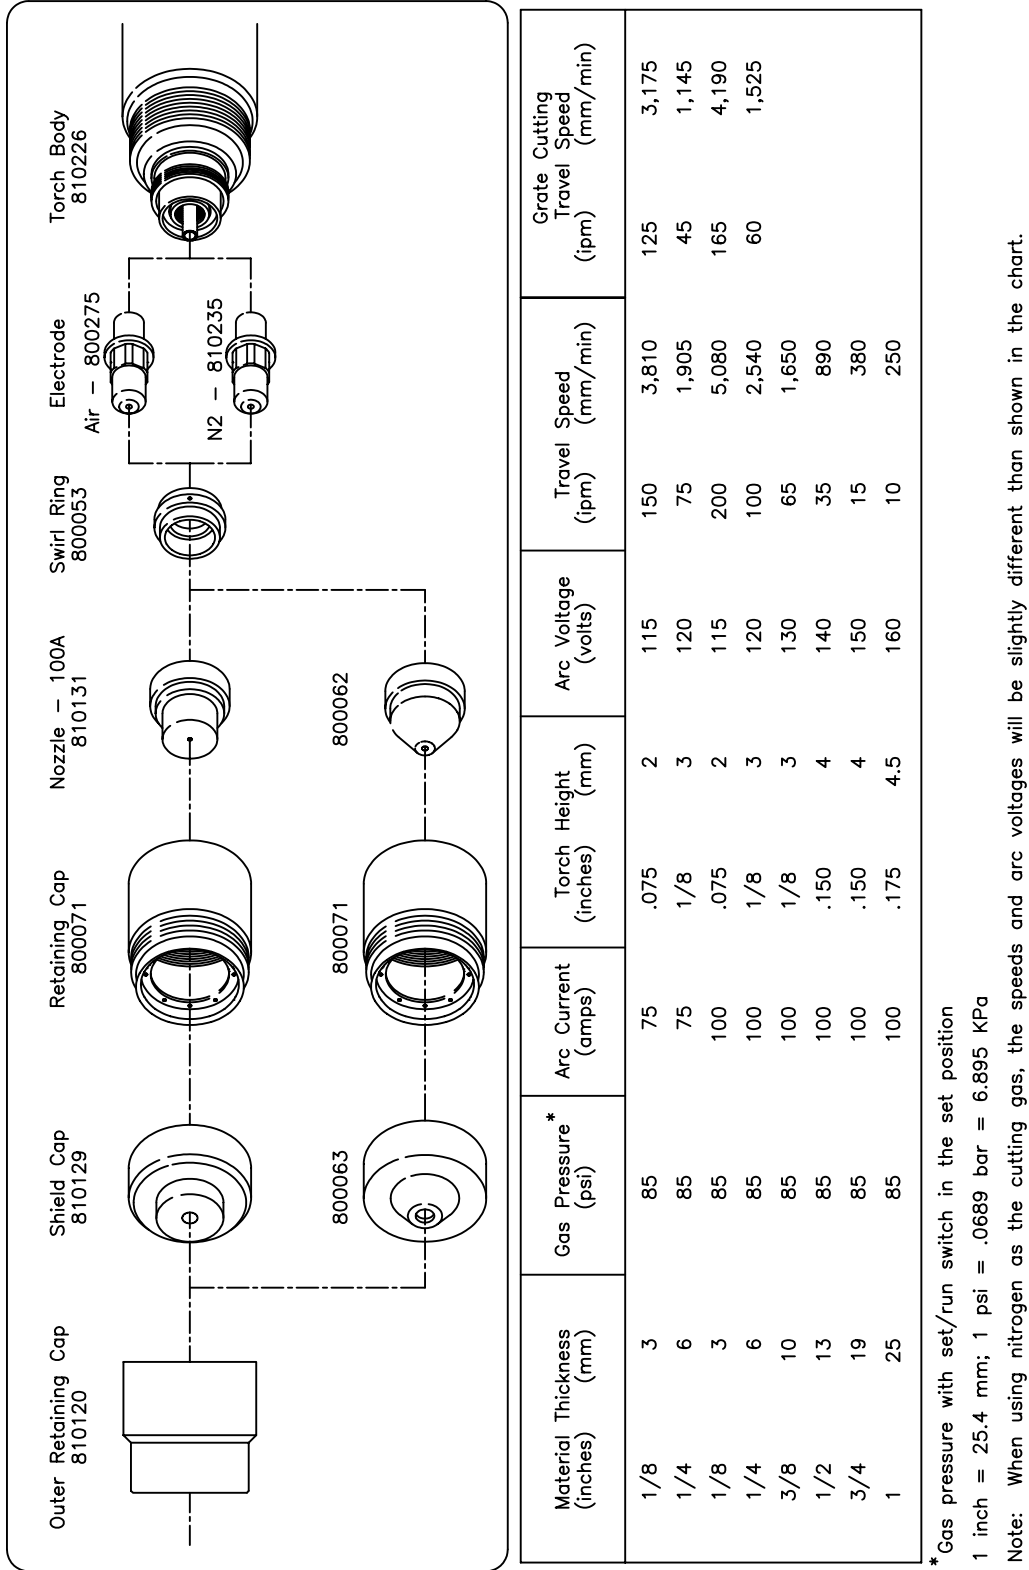 Outer Retaining Cap
810120
Shield Cap
810129
Retaining Cap
800071
Nozzle – 100A
810131
Swirl Ring
800053
Electrode
Air – 800275
Torch Body
810226
N2 – 810235
800063
800071
800062
Material Thickness
(inches) (mm)
Gas Pressure*
(psi)
Arc Current
(amps)
Torch Height
(inches) (mm)
Arc Voltage
(volts)
Travel Speed
(ipm) (mm/min)
Grate Cutting
Travel Speed
(ipm) (mm/min)
1/8 3 85 75 .075 2 115 150 3,810 125 3,175
1/4 6 85 75 1/8 3 120 75 1,905 45 1,145
1/8 3 85 100 .075 2 115 200 5,080 165 4,190
1/4 6 85 100 1/8 3 120 100 2,540 60 1,525
3/8 10 85 100 1/8 3 130 65 1,650
1/2 13 85 100 .150 4 140 35 890
3/4 19 85 100 .150 4 150 15 380
1 25 85 100 .175 4.5 160 10 250
*Gas pressure with set/run switch in the set position
1 inch = 25.4 mm; 1 psi = .0689 bar = 6.895 KPa
Note: When using nitrogen as the cutting gas, the speeds and arc voltages will be slightly different than shown in the chart.